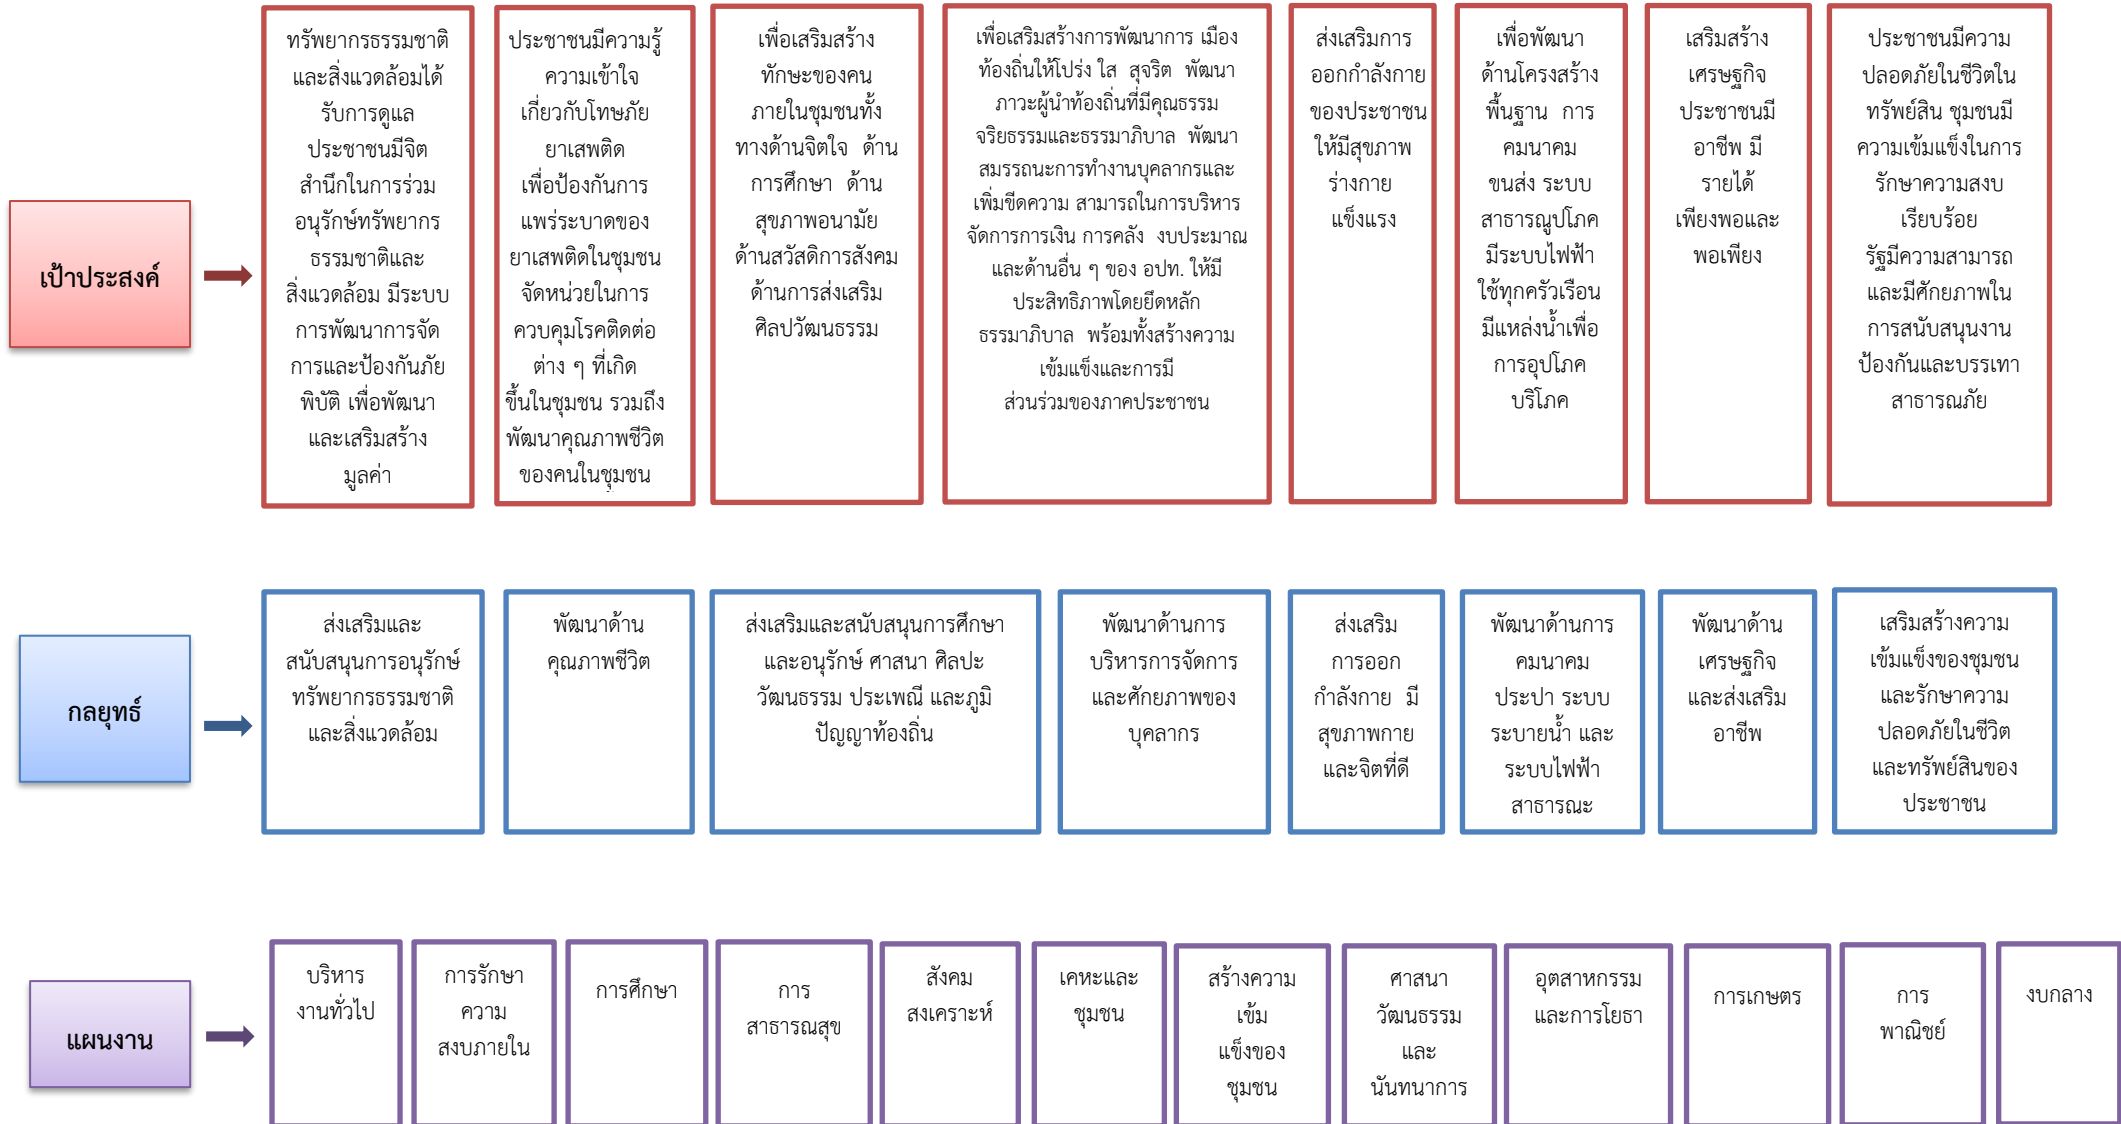 เป้าประสงค์
ทรัพยากรธรรมชาติ
และสิ่งแวดล้อมได้
รับการดูแล
ประชาชนมีจิต
สำนึกในการร่วม
อนุรักษ์ทรัพยากร
ธรรมชาติและ
สิ่งแวดล้อม มีระบบ
การพัฒนาการจัด
การและป้องกันภัย
พิบัติ เพื่อพัฒนา
และเสริมสร้าง
มูลค่า
ประชาชนมีความรู้
ความเข้าใจ
เกี่ยวกับโทษภัย
ยาเสพติด
เพื่อป้องกันการ
แพร่ระบาดของ
ยาเสพติดในชุมชน
จัดหน่วยในการ
ควบคุมโรคติดต่อ
ต่าง ๆ ที่เกิด
ขึ้นในชุมชน รวมถึง
พัฒนาคุณภาพชีวิต
ของคนในชุมชน
เพื่อเสริมสร้าง
ทักษะของคน
ภายในชุมชนทั้ง
ทางด้านจิตใจ ด้าน
การศึกษา ด้าน
สุขภาพอนามัย
ด้านสวัสดิการสังคม
ด้านการส่งเสริม
ศิลปวัฒนธรรม
เพื่อเสริมสร้างการพัฒนาการ เมือง
ท้องถิ่นให้โปร่ง ใส สุจริต พัฒนา
ภาวะผู้นำท้องถิ่นที่มีคุณธรรม
จริยธรรมและธรรมาภิบาล พัฒนา
สมรรถนะการทำงานบุคลากรและ
เพิ่มขีดความ สามารถในการบริหาร
จัดการการเงิน การคลัง งบประมาณ
และด้านอื่น ๆ ของ อปท. ให้มี
ประสิทธิภาพโดยยึดหลัก
ธรรมาภิบาล พร้อมทั้งสร้างความ
เข้มแข็งและการมี
ส่วนร่วมของภาคประชาชน
ส่งเสริมการ
ออกกำลังกาย
ของประชาชน
ให้มีสุขภาพ
ร่างกาย
แข็งแรง
เพื่อพัฒนา
ด้านโครงสร้าง
พื้นฐาน การ
คมนาคม
ขนส่ง ระบบ
สาธารณูปโภค
มีระบบไฟฟ้า
ใช้ทุกครัวเรือน
มีแหล่งน้ำเพื่อ
การอุปโภค
บริโภค
เสริมสร้าง
เศรษฐกิจ
ประชาชนมี
อาชีพ มี
รายได้
เพียงพอและ
พอเพียง
ประชาชนมีความ
ปลอดภัยในชีวิตใน
ทรัพย์สิน ชุมชนมี
ความเข้มแข็งในการ
รักษาความสงบ
เรียบร้อย
รัฐมีความสามารถ
และมีศักยภาพใน
การสนับสนุนงาน
ป้องกันและบรรเทา
สาธารณภัย
กลยุทธ์
ส่งเสริมและ
สนับสนุนการอนุรักษ์
ทรัพยากรธรรมชาติ
และสิ่งแวดล้อม
พัฒนาด้าน
คุณภาพชีวิต
ส่งเสริมและสนับสนุนการศึกษา
และอนุรักษ์ ศาสนา ศิลปะ
วัฒนธรรม ประเพณี และภูมิ
ปัญญาท้องถิ่น
พัฒนาด้านการ
บริหารการจัดการ
และศักยภาพของ
บุคลากร
ส่งเสริม
การออก
กำลังกาย มี
สุขภาพกาย
และจิตที่ดี
พัฒนาด้านการ
คมนาคม
ประปา ระบบ
ระบายน้ำ และ
ระบบไฟฟ้า
สาธารณะ
พัฒนาด้าน
เศรษฐกิจ
และส่งเสริม
อาชีพ
เสริมสร้างความ
เข้มแข็งของชุมชน
และรักษาความ
ปลอดภัยในชีวิต
และทรัพย์สินของ
ประชาชน
แผนงาน
บริหาร
งานทั่วไป
การรักษา
ความ
สงบภายใน
การศึกษา
การ
สาธารณสุข
สังคม
สงเคราะห์
เคหะและ
ชุมชน
สร้างความ
เข้ม
แข็งของ
ชุมชน
ศาสนา
วัฒนธรรม
และ
นันทนาการ
อุตสาหกรรม
และการโยธา
การเกษตร
การ
พาณิชย์
งบกลาง